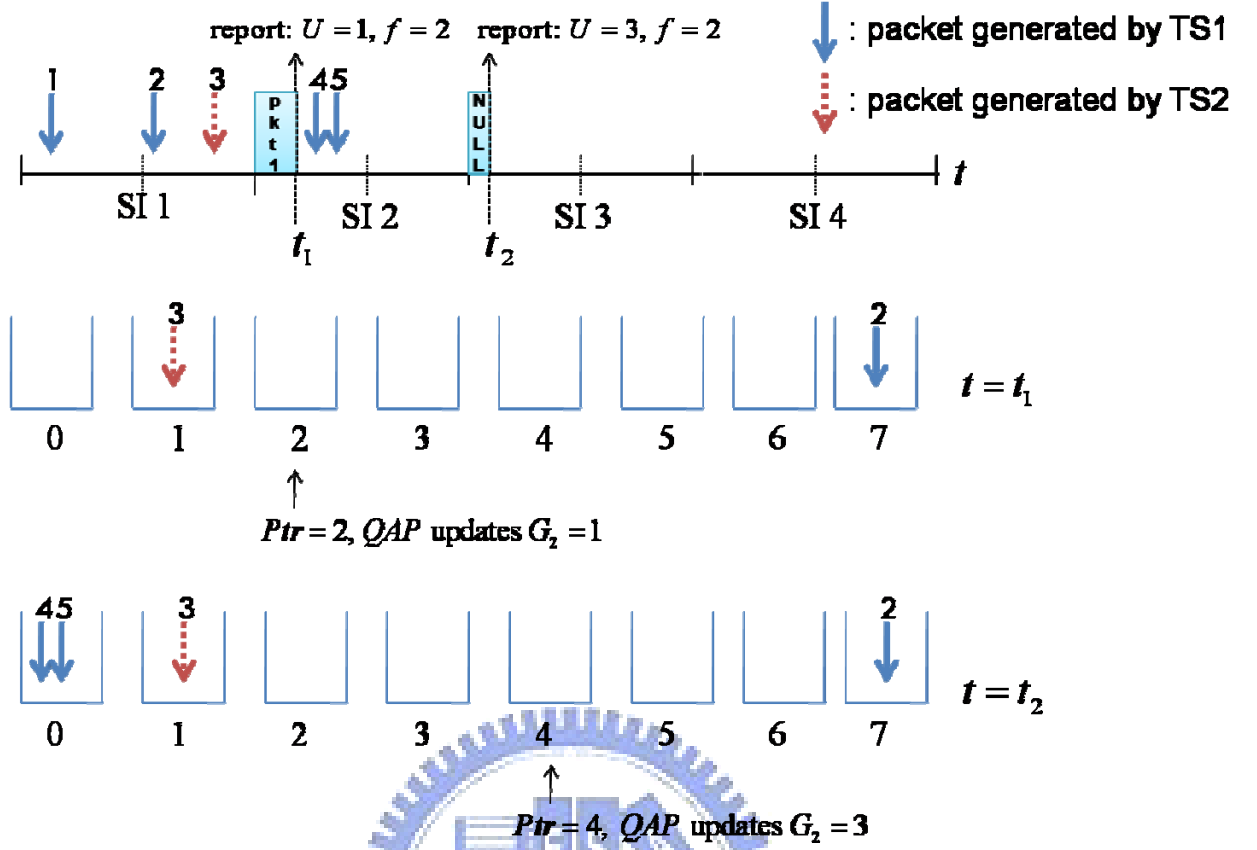 report: U = 1, f = 2 report: U = 3, f = 2
: packet generated by TS1
1 2 3 pkt1 45 NULL
: packet generated by TS2
t
SI 1 SI 2 SI 3 SI 4
t₁ t₂
3 2
t = t₁
0 1 2 3 4 5 6 7
Ptr = 2, QAP updates G₂ = 1
45 3 2
t = t₂
0 1 2 3 4 5 6 7
Ptr = 4, QAP updates G₂ = 3